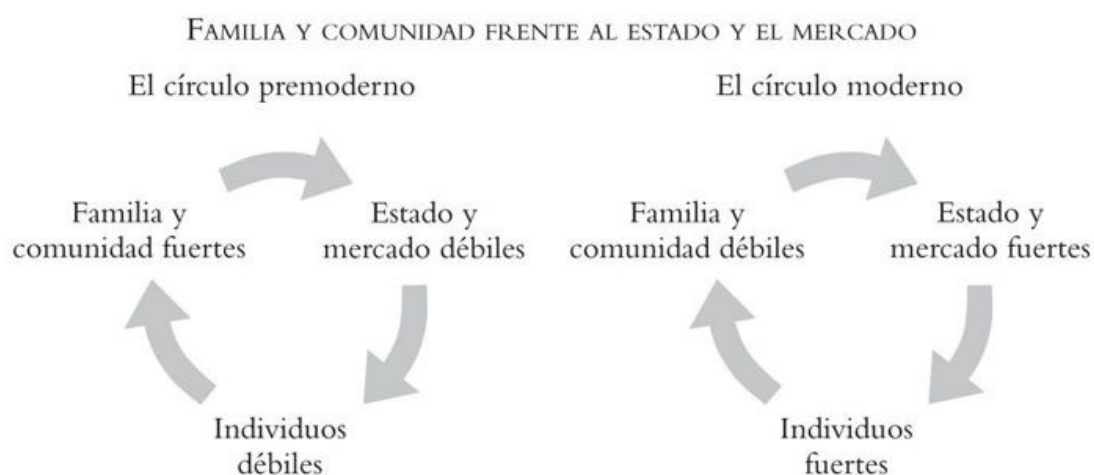 FAMILIA Y COMUNIDAD FRENTE AL ESTADO Y EL MERCADO
El círculo premoderno
Familia y
comunidad fuertes
Estado y
mercado débiles
Individuos
débiles
El círculo moderno
Familia y
comunidad débiles
Estado y
mercado fuertes
Individuos
fuertes